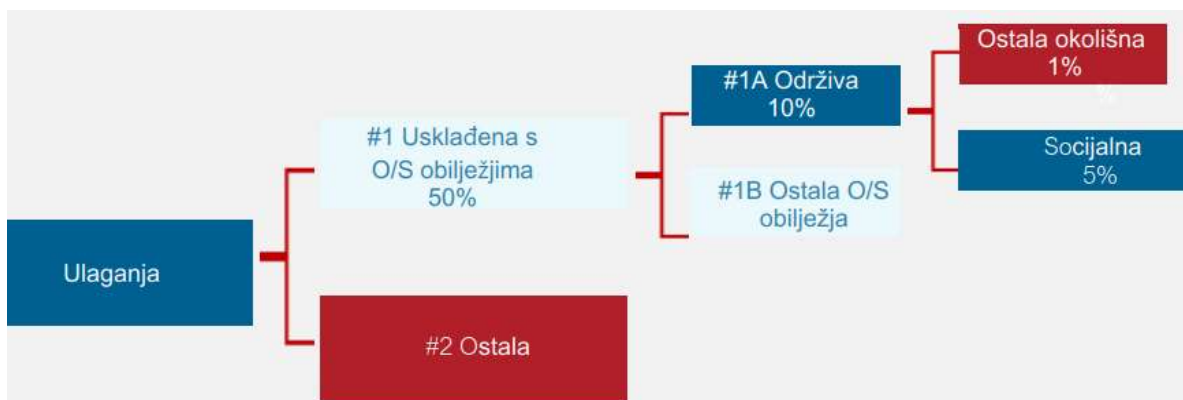 Ulaganja
#1 Usklađena s
O/S obilježjima
50%
#2 Ostala
#1A Održiva
10%
#1B Ostala O/S
obilježja
Ostala okolišna
1%
%
Socijalna
5%